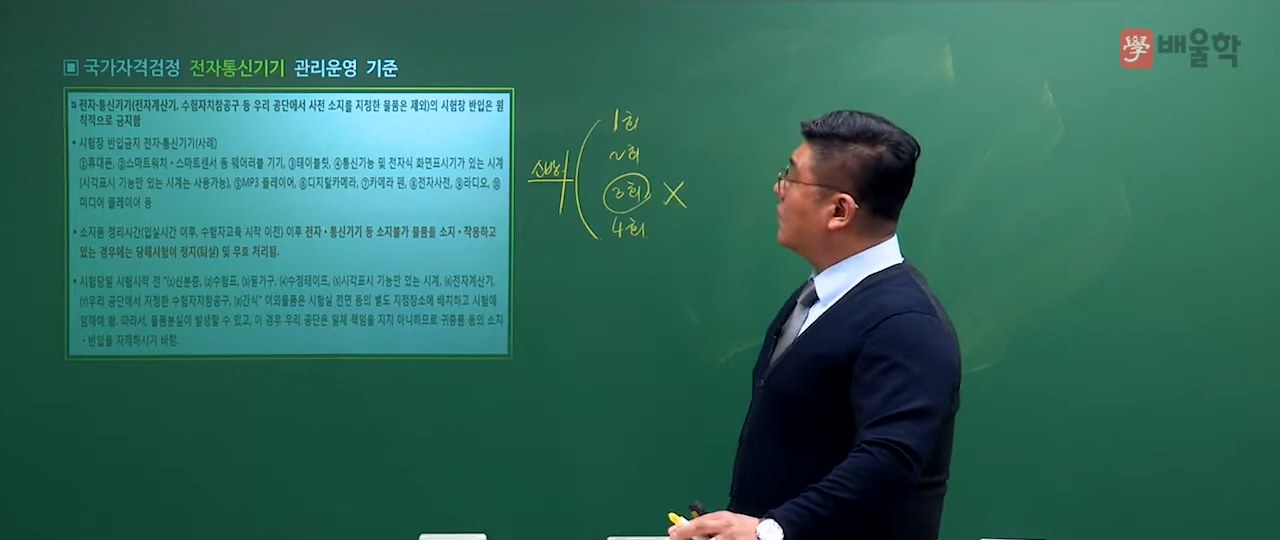 學 배울학
▣ 국가자격검정 전자통신기기 관리운영 기준
전자·통신기기(전자계산기, 수험자지참공구 등 우리 공단에서 사전 소지를 지정한 물품은 제외)의 시험장 반입은 원
칙적으로 금지함
• 시험장 반입금지 전자·통신기기(사례)
①휴대폰, ②스마트워치·스마트센서 등 웨어러블 기기, ③테이블릿, ④통신기능 및 전자식 화면표시기가 있는 시계
(시각표시 기능만 있는 시계는 사용가능), ⑤MP3 플레이어, ⑥디지털카메라, ⑦카메라 펜, ⑧전자사전, ⑨라디오, ⑩
미디어 플레이어 등
• 소지품 정리시간(입실시간 이후, 수험자교육 시작 이전) 이후 전자·통신기기 등 소지불가 물품을 소지·착용하고
있는 경우에는 당해시험이 정지(퇴실) 및 무효 처리됨.
• 시험당일 시험시작 전 "(1)신분증, (2)수험표, (3)필기구, (4)수정테이프, (5)시각표시 기능만 있는 시계, (6)전자계산기,
(7)우리 공단에서 지정한 수험자지참공구, (8)간식" 이외물품은 시험실 전면 등의 별도 지정장소에 배치하고 시험에
임해야 함. 따라서, 물품분실이 발생할 수 있고, 이 경우 우리 공단은 일체 책임을 지지 아니하므로 귀중품 등의 소지
·반입을 자제하시기 바람.
1회
2회
소방
3회 X
4회